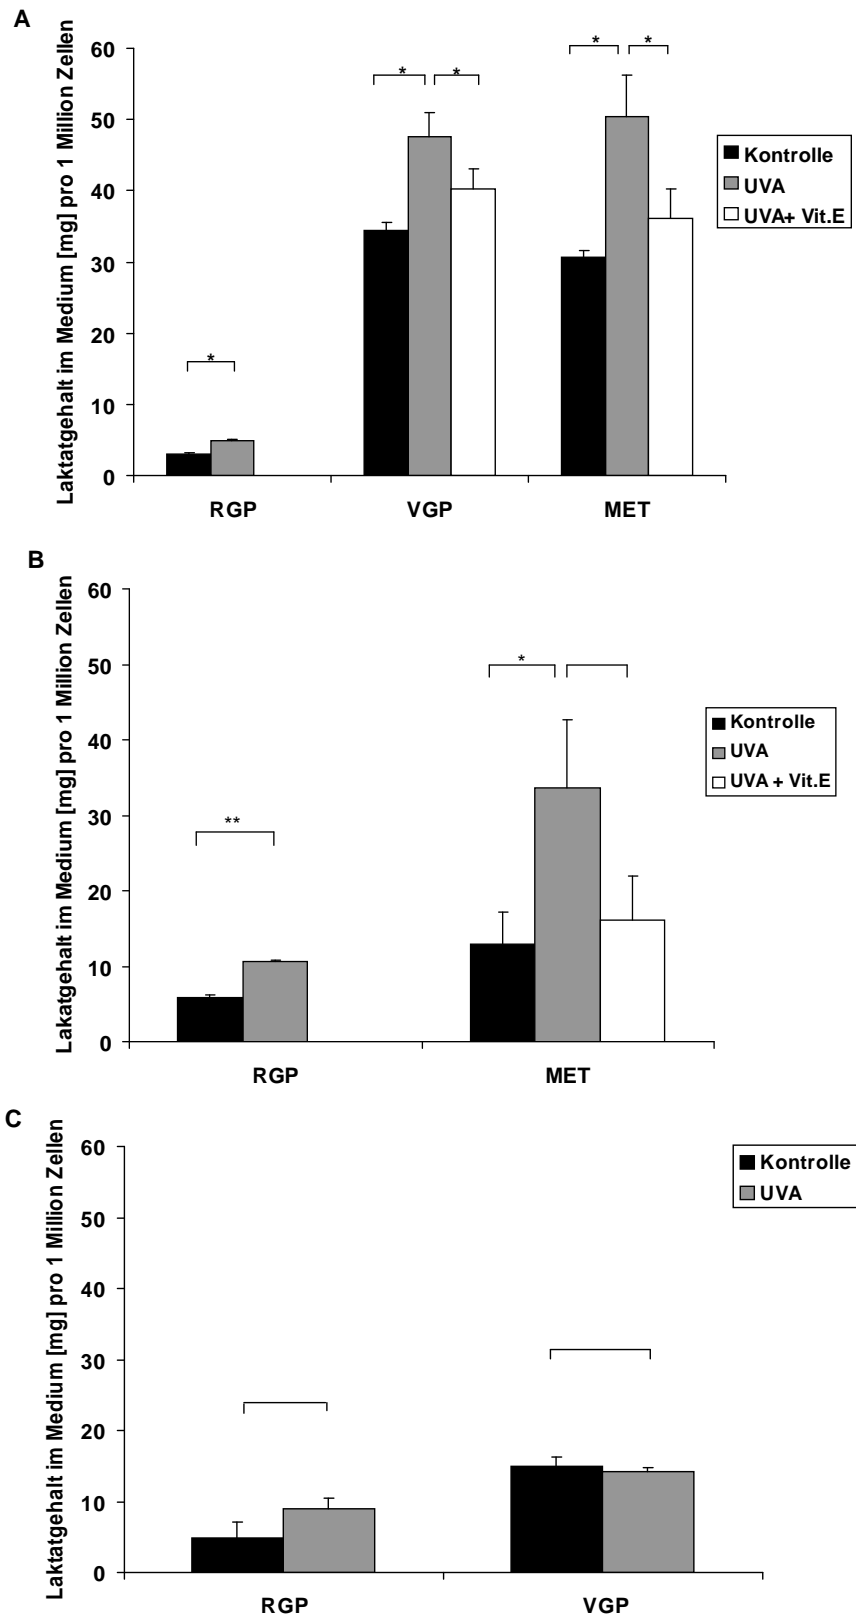 A
Laktatgehalt im Medium [mg] pro 1 Million Zellen
60
50
40
30
20
10
0
*
*
*
*
*
Kontrolle
UVA
UVA+ Vit.E
RGP
VGP
MET
B
Lakatgehalt im Medium [mg] pro 1 Million Zellen
60
50
40
30
20
10
0
**
*
Kontrolle
UVA
UVA + Vit.E
RGP
MET
C
Laktatgehalt im Medium [mg] pro 1 Million Zellen
60
50
40
30
20
10
0
Kontrolle
UVA
RGP
VGP